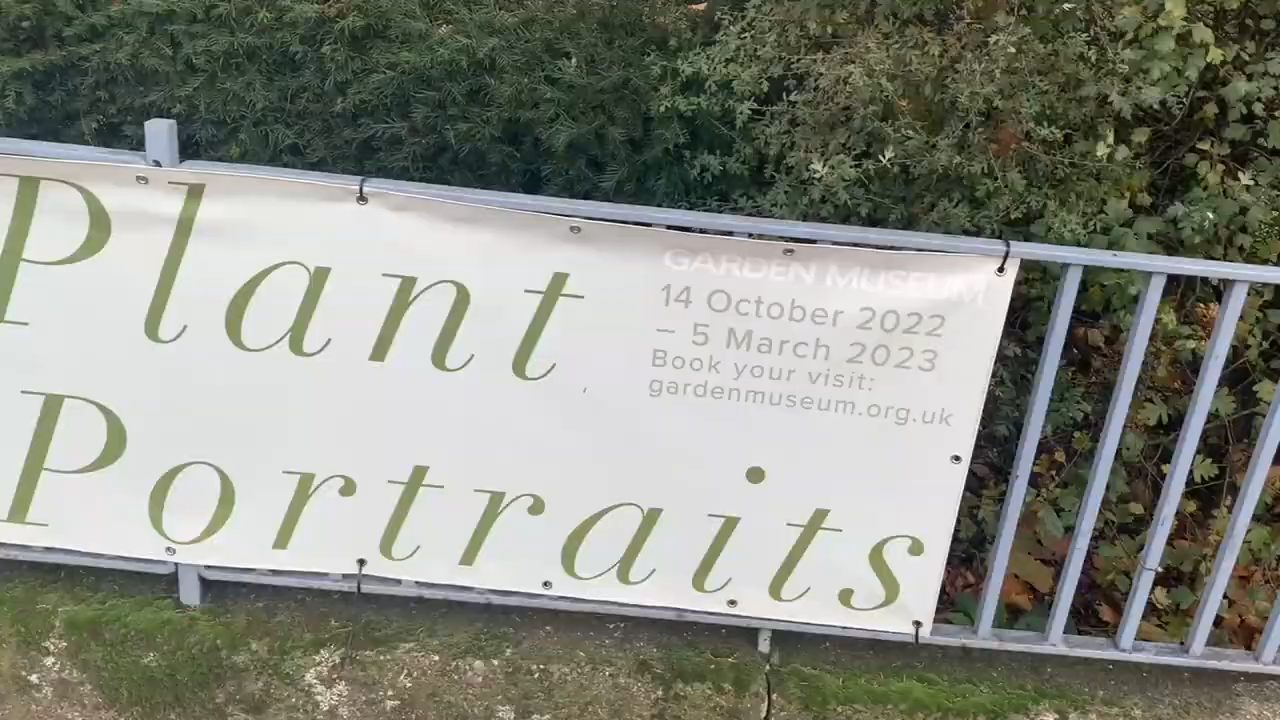 Plant
Portraits
GARDEN MUSEUM
14 October 2022
– 5 March 2023
Book your visit:
gardenmuseum.org.uk